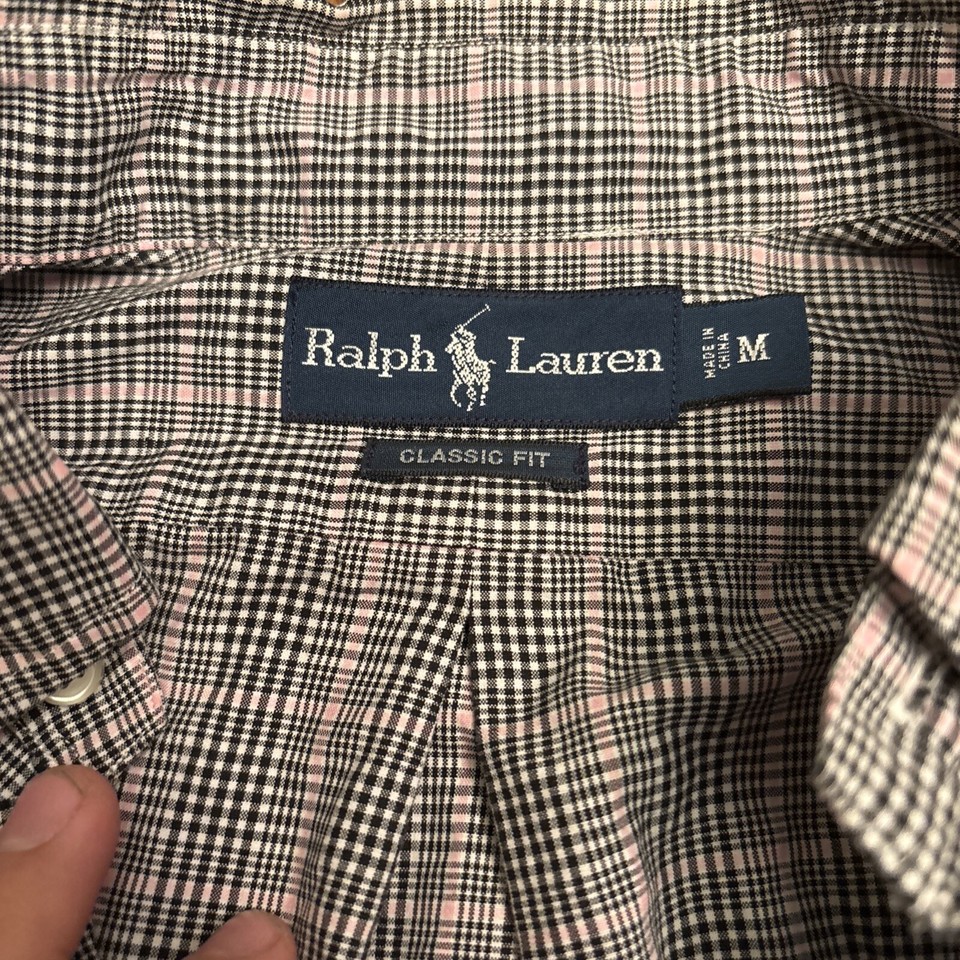 Ralph Lauren
MADE IN
CHINA
M
CLASSIC FIT